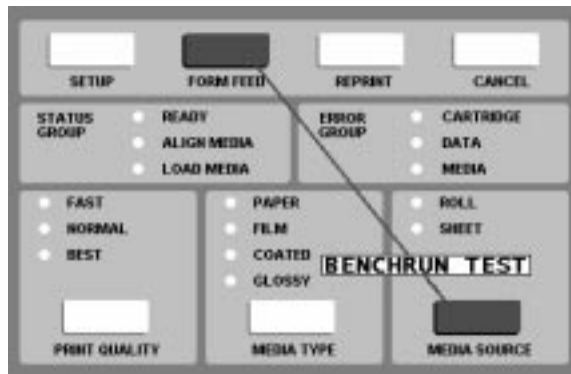 SETUP
FORM FEED
REPRINT
CANCEL
STATUS GROUP
READY
ALIGN MEDIA
LOAD MEDIA
ERROR GROUP
CARTRIDGE
DATA
MEDIA
FAST
NORMAL
BEST
PRINT QUALITY
PAPER
FILM
COATED
GLOSSY
MEDIA TYPE
ROLL
SHEET
BENCHRUN TEST
MEDIA SOURCE